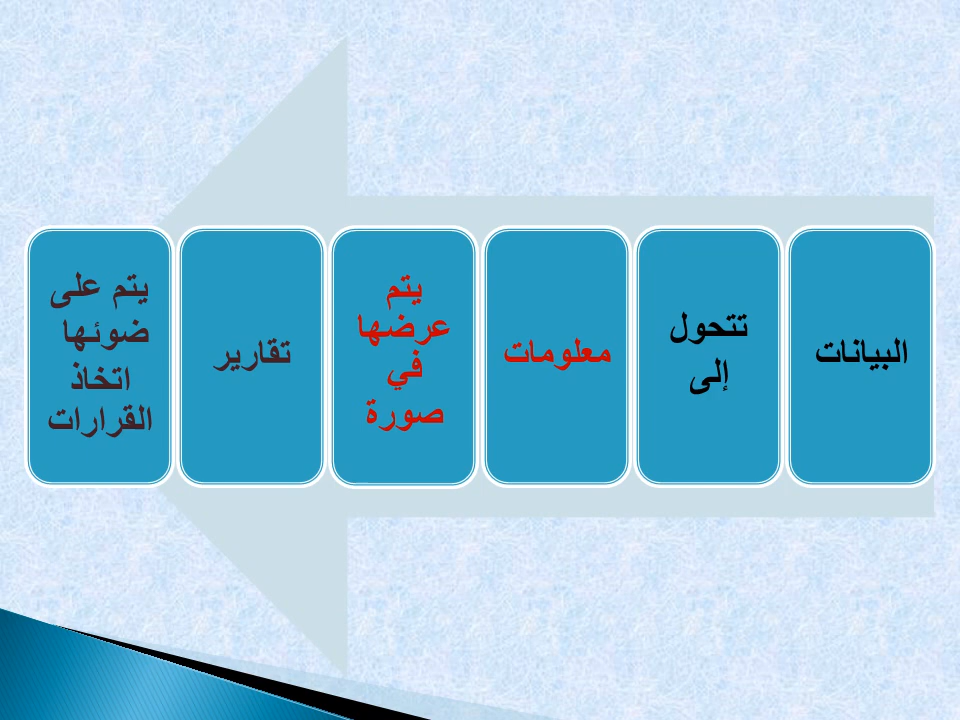 البيانات
تتحول
إلى
معلومات
يتم
عرضها
في
صورة
تقارير
يتم على
ضوئها
اتخاذ
القرارات